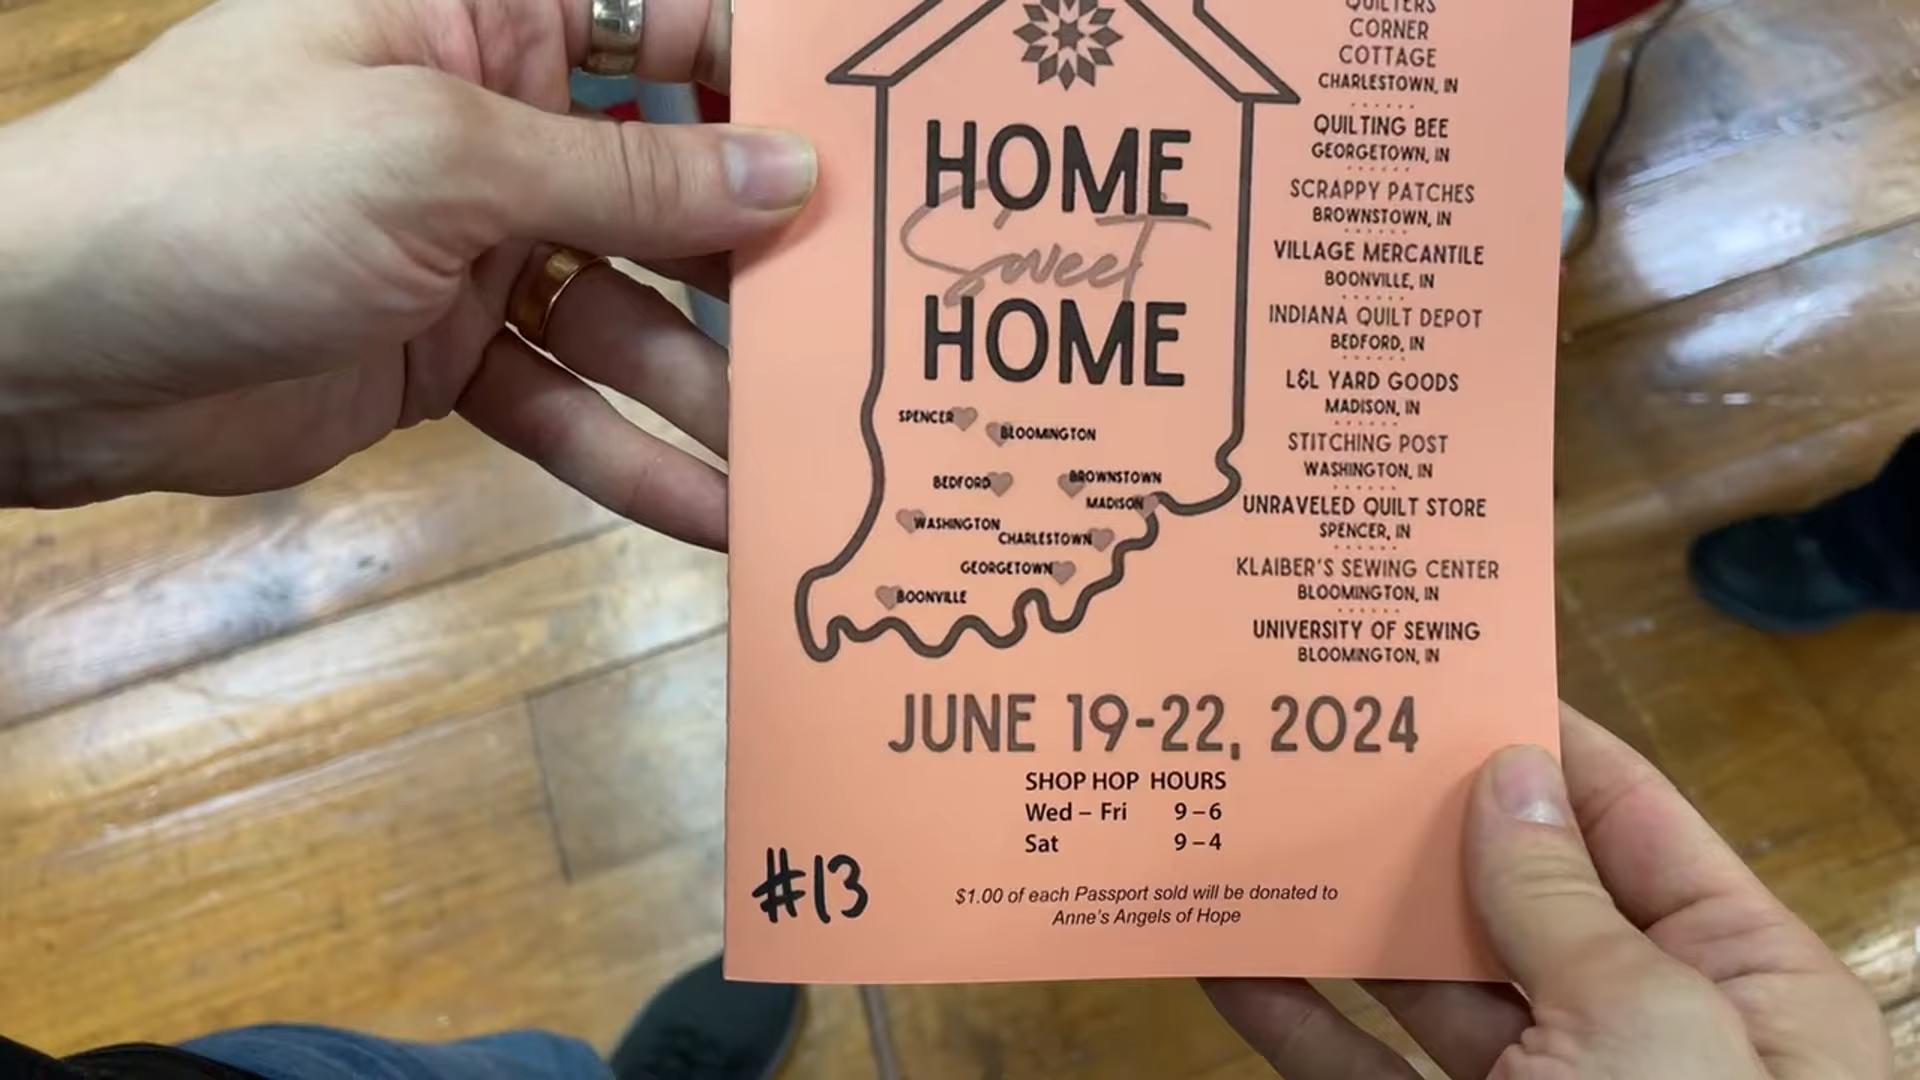 HOME
Sweet
HOME
SPENCER
BLOOMINGTON
BEDFORD
BROWNSTOWN
MADISON
WASHINGTON
CHARLESTOWN
GEORGETOWN
BOONVILLE
QUILTERS
CORNER
COTTAGE
CHARLESTOWN, IN
QUILTING BEE
GEORGETOWN, IN
SCRAPPY PATCHES
BROWNSTOWN, IN
VILLAGE MERCANTILE
BOONVILLE, IN
INDIANA QUILT DEPOT
BEDFORD, IN
L&L YARD GOODS
MADISON, IN
STITCHING POST
WASHINGTON, IN
UNRAVELED QUILT STORE
SPENCER, IN
KLAIBER'S SEWING CENTER
BLOOMINGTON, IN
UNIVERSITY OF SEWING
BLOOMINGTON, IN
JUNE 19-22, 2024
SHOP HOP HOURS
Wed – Fri 9 – 6
Sat 9 – 4
#13
$1.00 of each Passport sold will be donated to
Anne's Angels of Hope